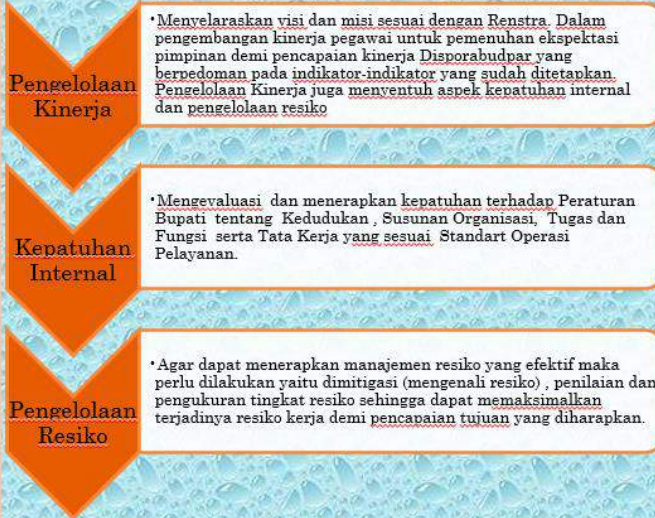 Pengelolaan
Kinerja
•Menyelaraskan visi dan misi sesuai dengan Renstra. Dalam
pengembangan kinerja pegawai untuk pemenuhan ekspektasi
pimpinan demi pencapaian kinerja Disporabudpar yang
berpedoman pada indikator-indikator yang sudah ditetapkan.
Pengelolaan Kinerja juga menyentuh aspek kepatuhan internal
dan pengelolaan resiko
Kepatuhan
Internal
•Mengevaluasi dan menerapkan kepatuhan terhadap Peraturan
Bupati tentang Kedudukan , Susunan Organisasi, Tugas dan
Fungsi serta Tata Kerja yang sesuai Standart Operasi
Pelayanan.
Pengelolaan
Resiko
•Agar dapat menerapkan manajemen resiko yang efektif maka
perlu dilakukan yaitu dimitigasi (mengenali resiko) , penilaian dan
pengukuran tingkat resiko sehingga dapat memaksimalkan
terjadinya resiko kerja demi pencapaian tujuan yang diharapkan.